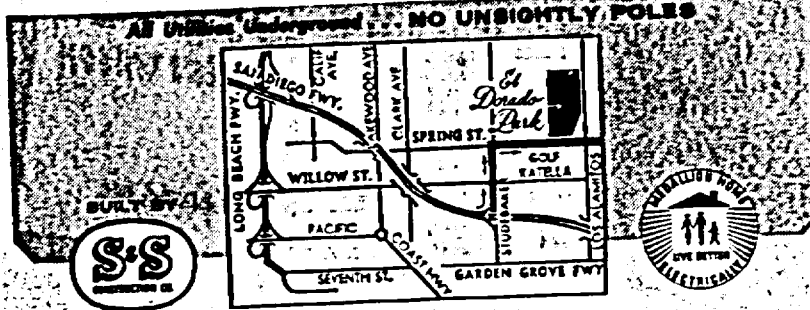 All Utilities Underground... NO UNSIGHTLY POLES
SAN DIEGO FWY.
CALIF. AVE.
LAKEWOOD AVE.
CLARK AVE.
El Dorado Park
SPRING ST.
LONG BEACH FWY.
WILLOW ST.
GOLF
KATELLA
STUDEBAKER
LOS ALAMITOS
PACIFIC
COAST HWY
SEVENTH ST.
GARDEN GROVE FWY
BUILT BY
S&S
CONSTRUCTION CO.
MEDALLION HOME
LIVE BETTER
ELECTRICALLY